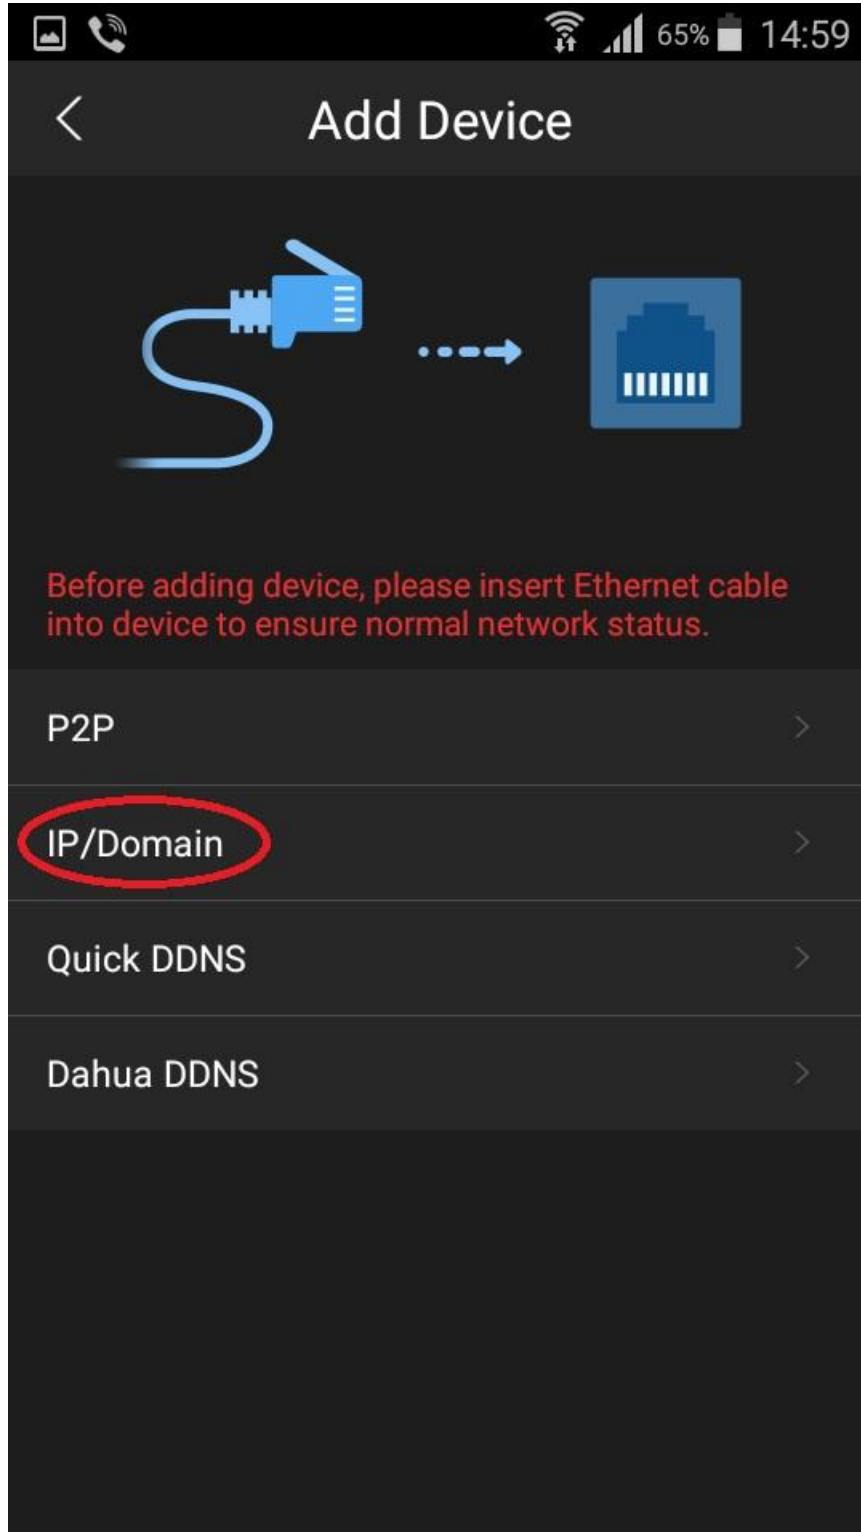 65% 14:59
Add Device
Before adding device, please insert Ethernet cable
into device to ensure normal network status.
P2P
IP/Domain
Quick DDNS
Dahua DDNS